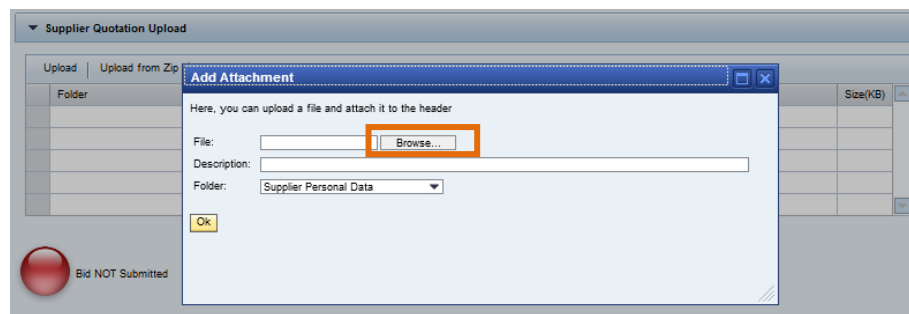 Supplier Quotation Upload
Upload Upload from Zip
Folder Size(KB)
Add Attachment
Here, you can upload a file and attach it to the header
File: Browse...
Description:
Folder: Supplier Personal Data
Ok
Bid NOT Submitted